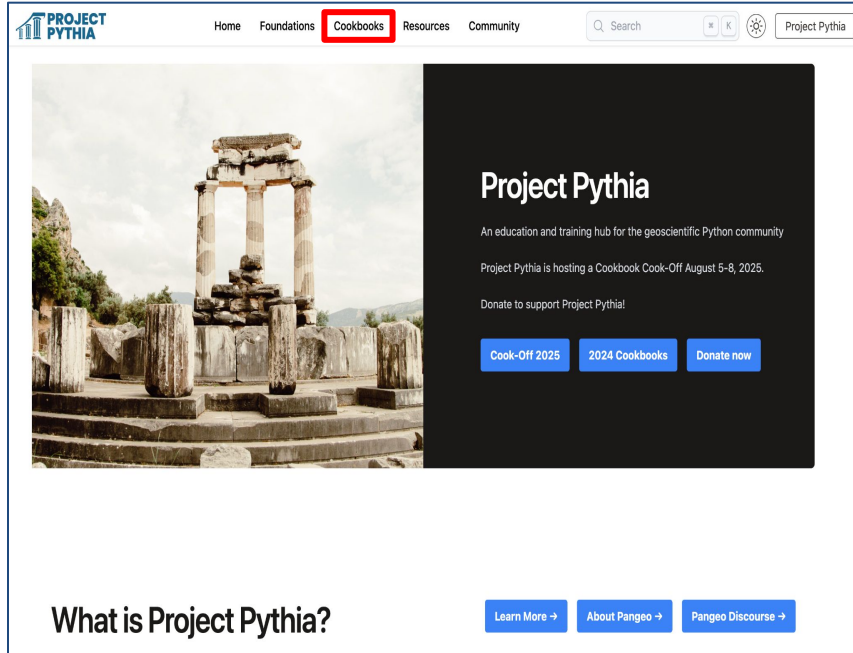 PROJECT
PYTHIA
Home Foundations Cookbooks Resources Community
Search
⌘ K
Project Pythia
Project Pythia
An education and training hub for the geoscientific Python community
Project Pythia is hosting a Cookbook Cook-Off August 5-8, 2025.
Donate to support Project Pythia!
Cook-Off 2025 2024 Cookbooks Donate now
What is Project Pythia?
Learn More → About Pangeo → Pangeo Discourse →